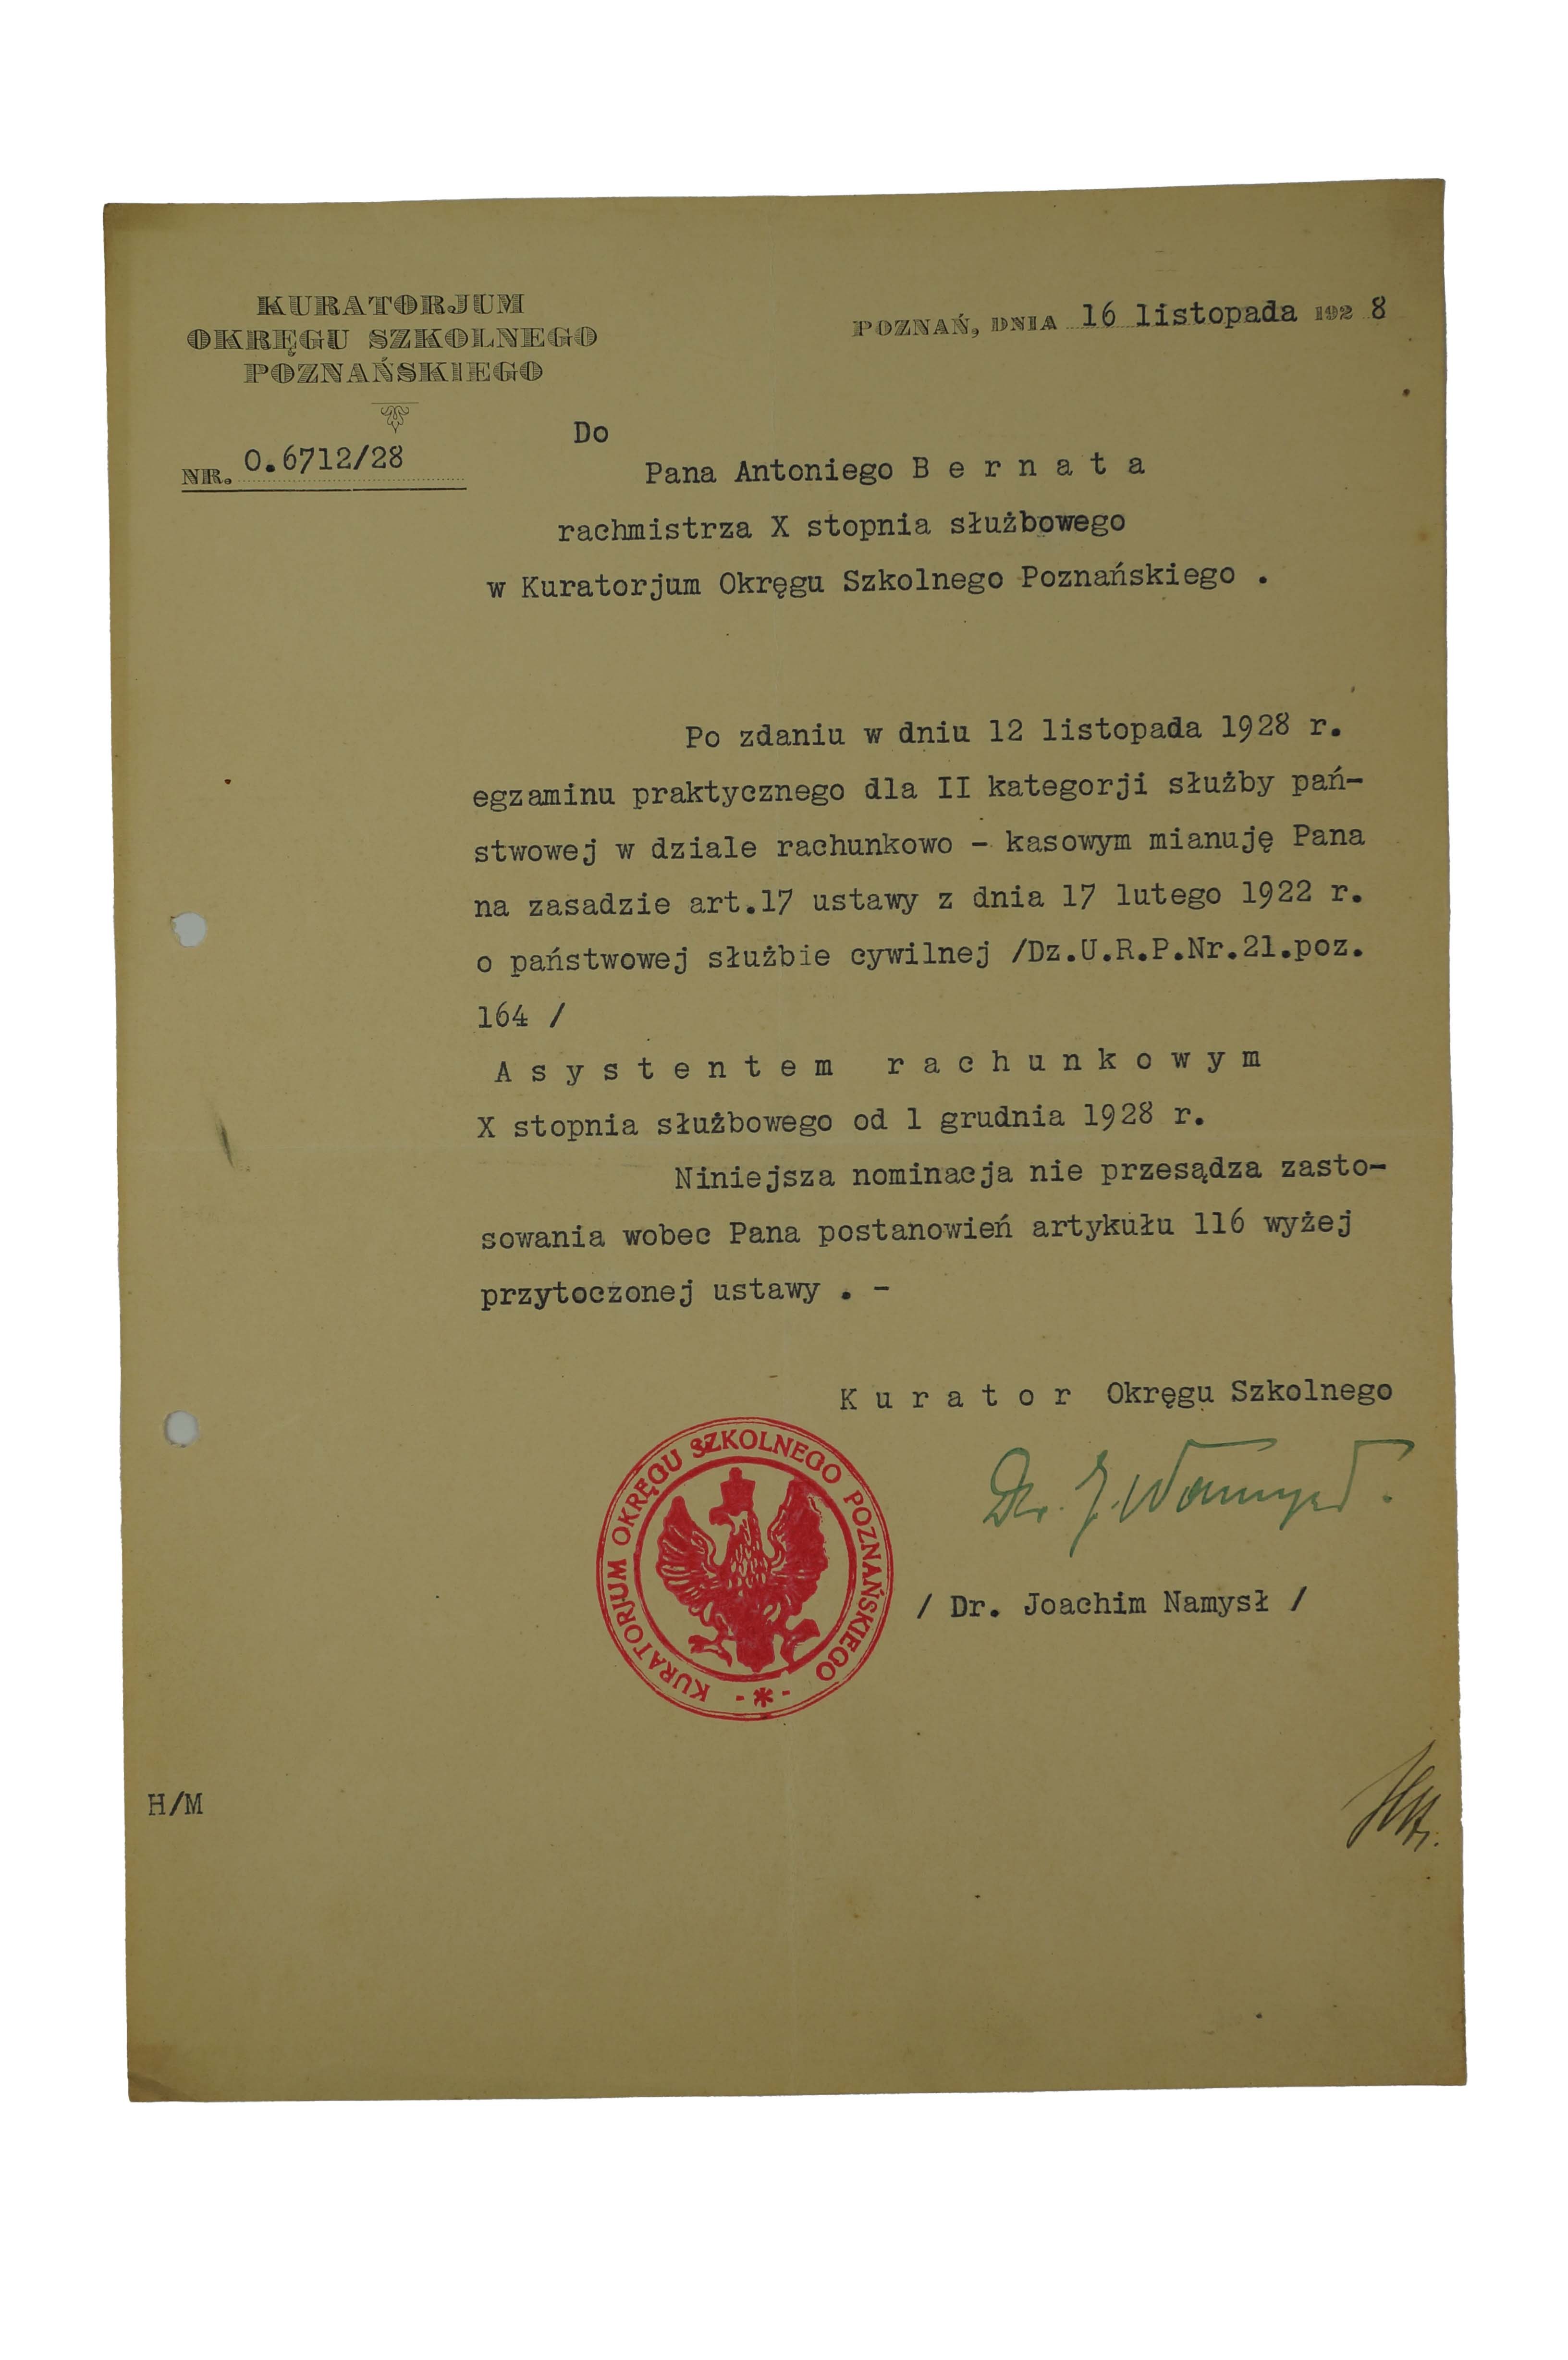 KURATORJUM
OKRĘGU SZKOLNEGO
POZNAŃSKIEGO
POZNAŃ, DNIA 16 listopada 1928
NR. O.6712/28
Do
Pana Antoniego B e r n a t a
rachmistrza X stopnia służbowego
w Kuratorjum Okręgu Szkolnego Poznańskiego .
Po zdaniu w dniu 12 listopada 1928 r.
egzaminu praktycznego dla II kategorji służby pań-
stwowej w dziale rachunkowo - kasowym mianuję Pana
na zasadzie art.17 ustawy z dnia 17 lutego 1922 r.
o państwowej służbie cywilnej /Dz.U.R.P.Nr.21.poz.
164 /
A s y s t e n t e m r a c h u n k o w y m
X stopnia służbowego od 1 grudnia 1928 r.
Niniejsza nominacja nie przesądza zasto-
sowania wobec Pana postanowień artykułu 116 wyżej
przytoczonej ustawy . -
K u r a t o r Okręgu Szkolnego
Dr. J. Namysł.
/ Dr. Joachim Namysł /
KURATORJUM OKRĘGU SZKOLNEGO POZNAŃSKIEGO - * -
H/M